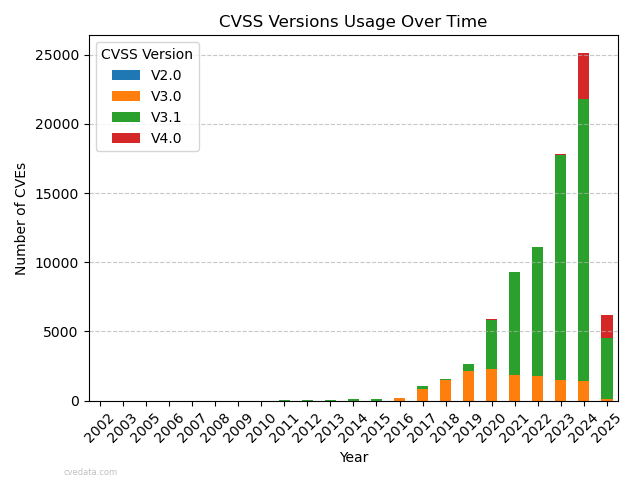 CVSS Versions Usage Over Time
CVSS Version
V2.0
V3.0
V3.1
V4.0
Number of CVEs
25000
20000
15000
10000
5000
0
2002 2003 2005 2006 2007 2008 2009 2010 2011 2012 2013 2014 2015 2016 2017 2018 2019 2020 2021 2022 2023 2024 2025
Year
cvedata.com